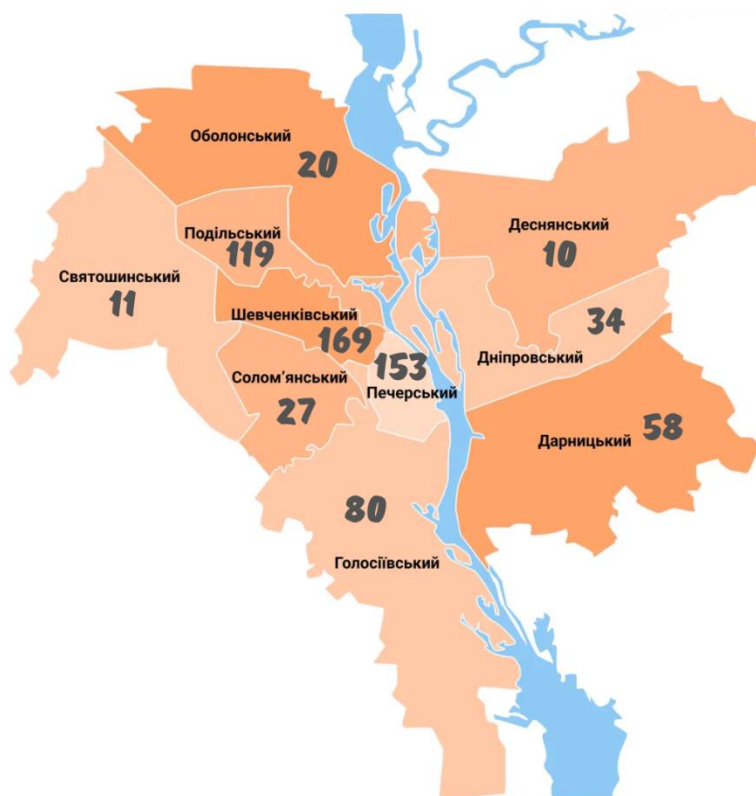 Оболонський
20
Подільський
119
Деснянський
10
Святошинський
11
Шевченківський
169
34
Дніпровський
153
Печерський
Солом’янський
27
Дарницький
58
80
Голосіївський